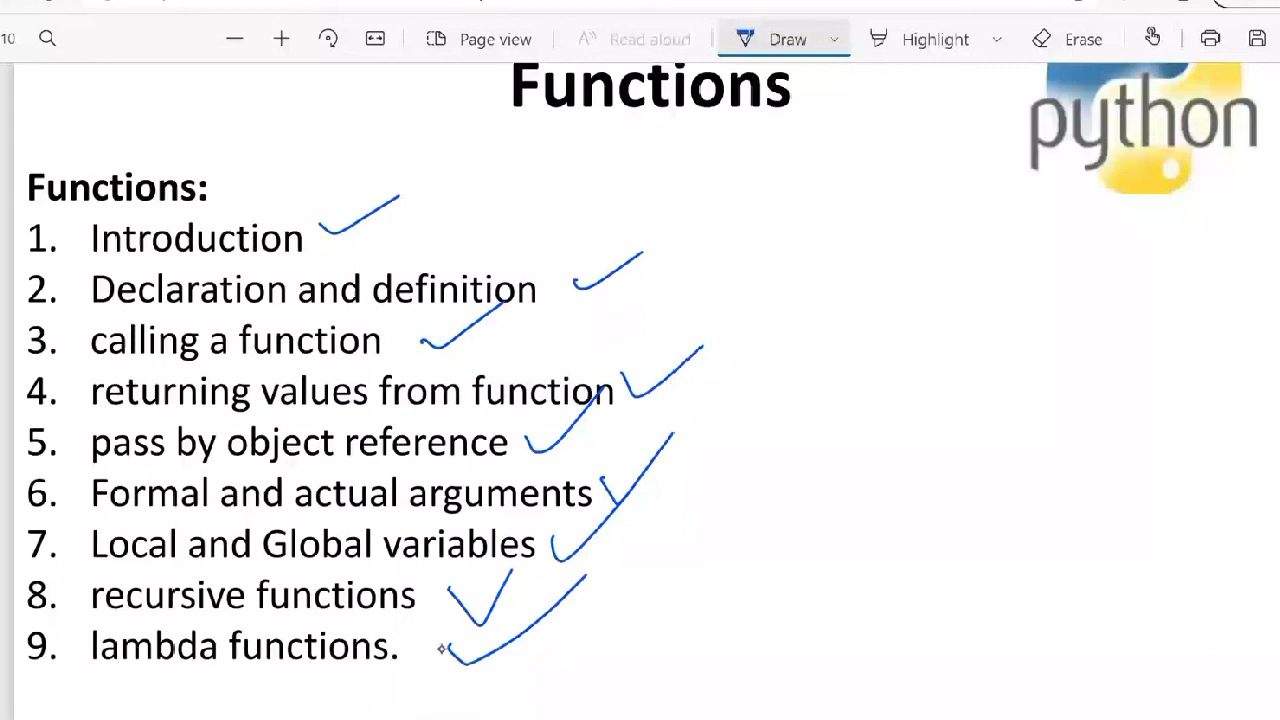 10 Page view Read aloud Draw Highlight Erase
Functions
python
Functions:
1. Introduction
2. Declaration and definition
3. calling a function
4. returning values from function
5. pass by object reference
6. Formal and actual arguments
7. Local and Global variables
8. recursive functions
9. lambda functions.